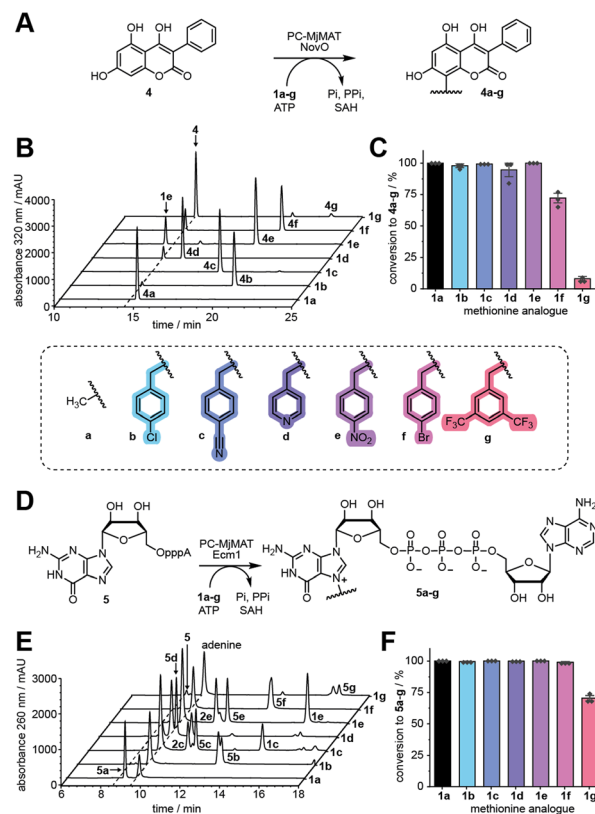 A
OH OH
HO O O
4
PC-MjMAT
NovO
1a-g
ATP
Pi, PPi,
SAH
OH OH
HO O O
4a-g
B
absorbance 320 nm / mAU
4000
3000
2000
1000
0
10 15 20 25
time / min
4
1e
4a
4d
4c
4b
4e
4f
4g
1g
1f
1e
1d
1c
1b
1a
C
conversion to 4a-g / %
100
75
50
25
0
1a 1b 1c 1d 1e 1f 1g
methionine analogue
H3C
Cl
N
N
NO2
Br
F3C CF3
a b c d e f g
D
OH OH
H2N N N
HN N
O
O
OpppA
5
PC-MjMAT
Ecm1
1a-g
ATP
Pi, PPi
SAH
OH OH
H2N N N
HN N+
O
O
O O O
O-P-O-P-O-P-O
O− O− O−
5a-g
NH2
N N
N N
O
OH OH
E
absorbance 260 nm / mAU
3000
2000
1000
0
6 8 10 12 14 16 18
time / min
5
adenine
5d
5a
2c
5c
2e
5e
5b
1c
5f
1e
5g
1g
1f
1e
1d
1c
1b
1a
F
conversion to 5a-g / %
100
75
50
25
0
1a 1b 1c 1d 1e 1f 1g
methionine analogue